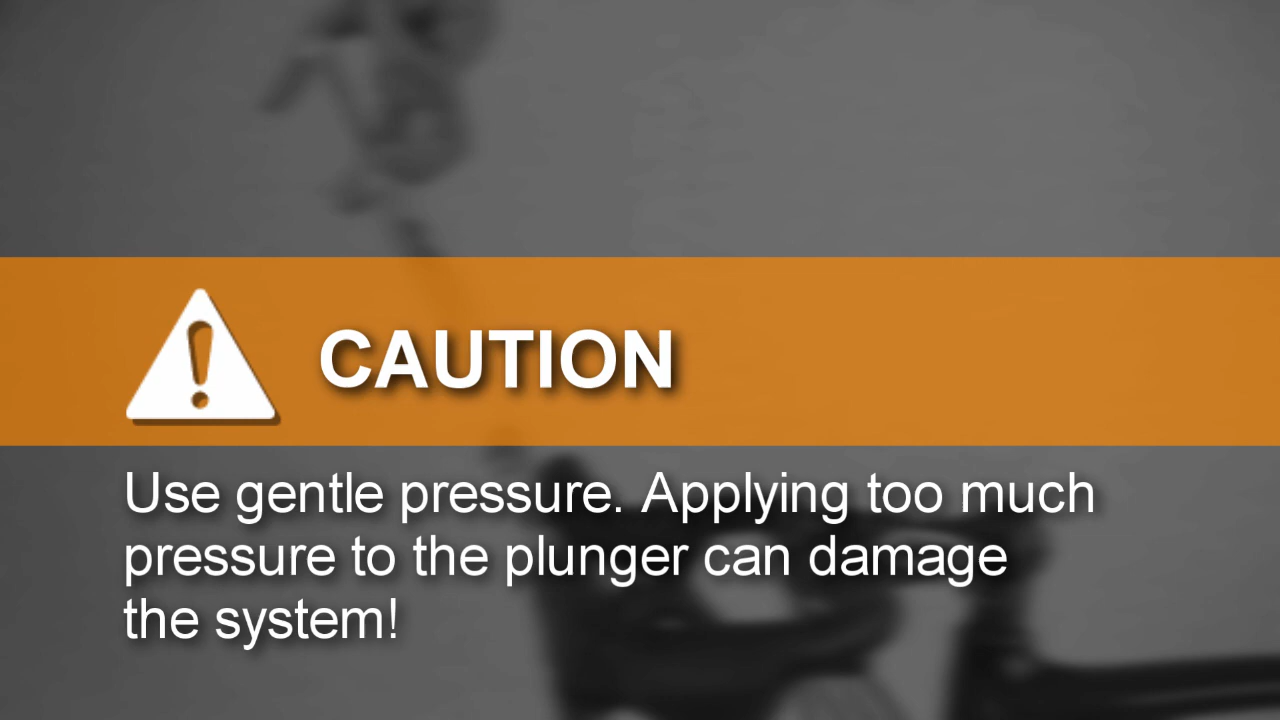 CAUTION
Use gentle pressure. Applying too much
pressure to the plunger can damage
the system!